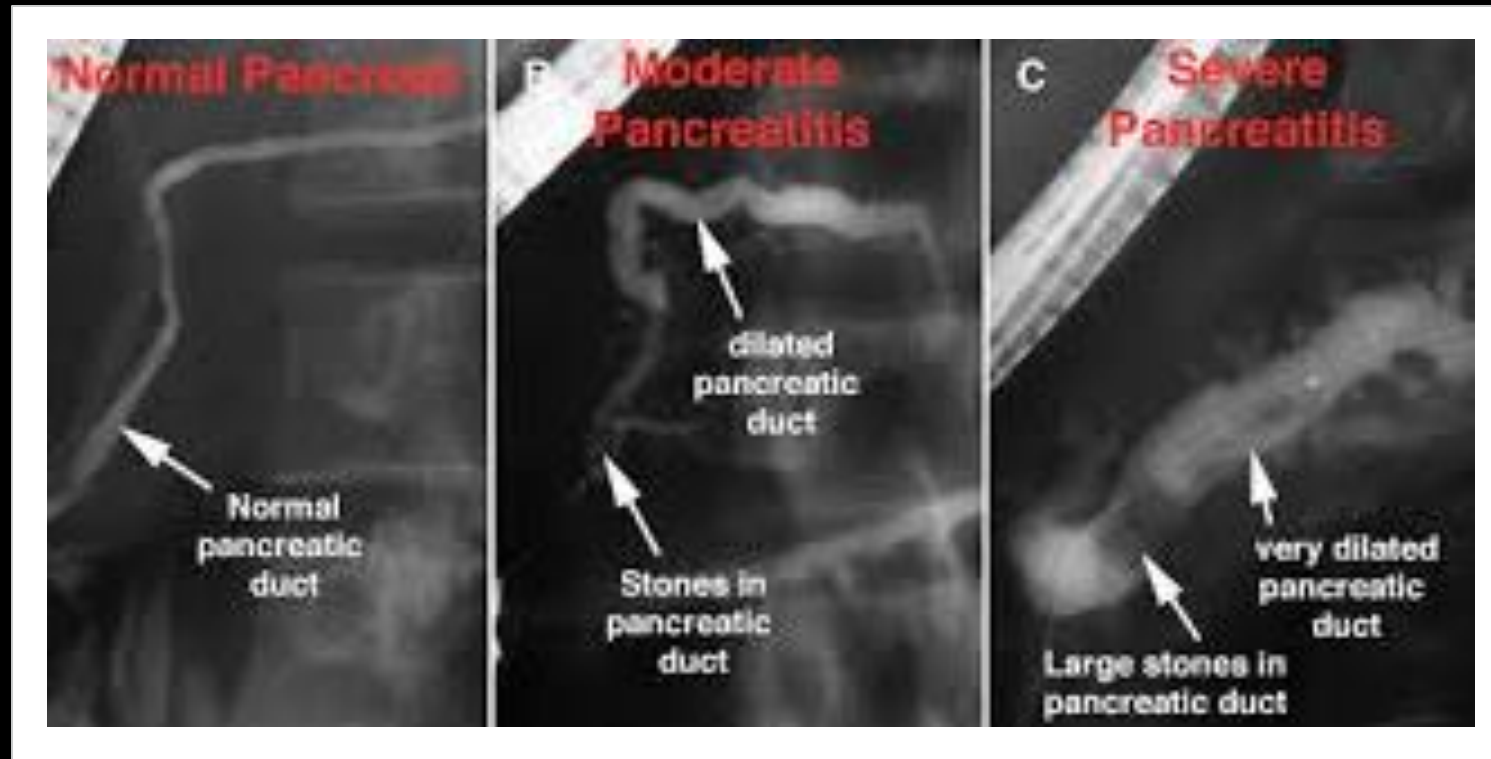 Normal Pancreas
Normal
pancreatic
duct
B
Moderate
Pancreatitis
dilated
pancreatic
duct
Stones in
pancreatic
duct
C
Severe
Pancreatitis
very dilated
pancreatic
duct
Large stones in
pancreatic duct